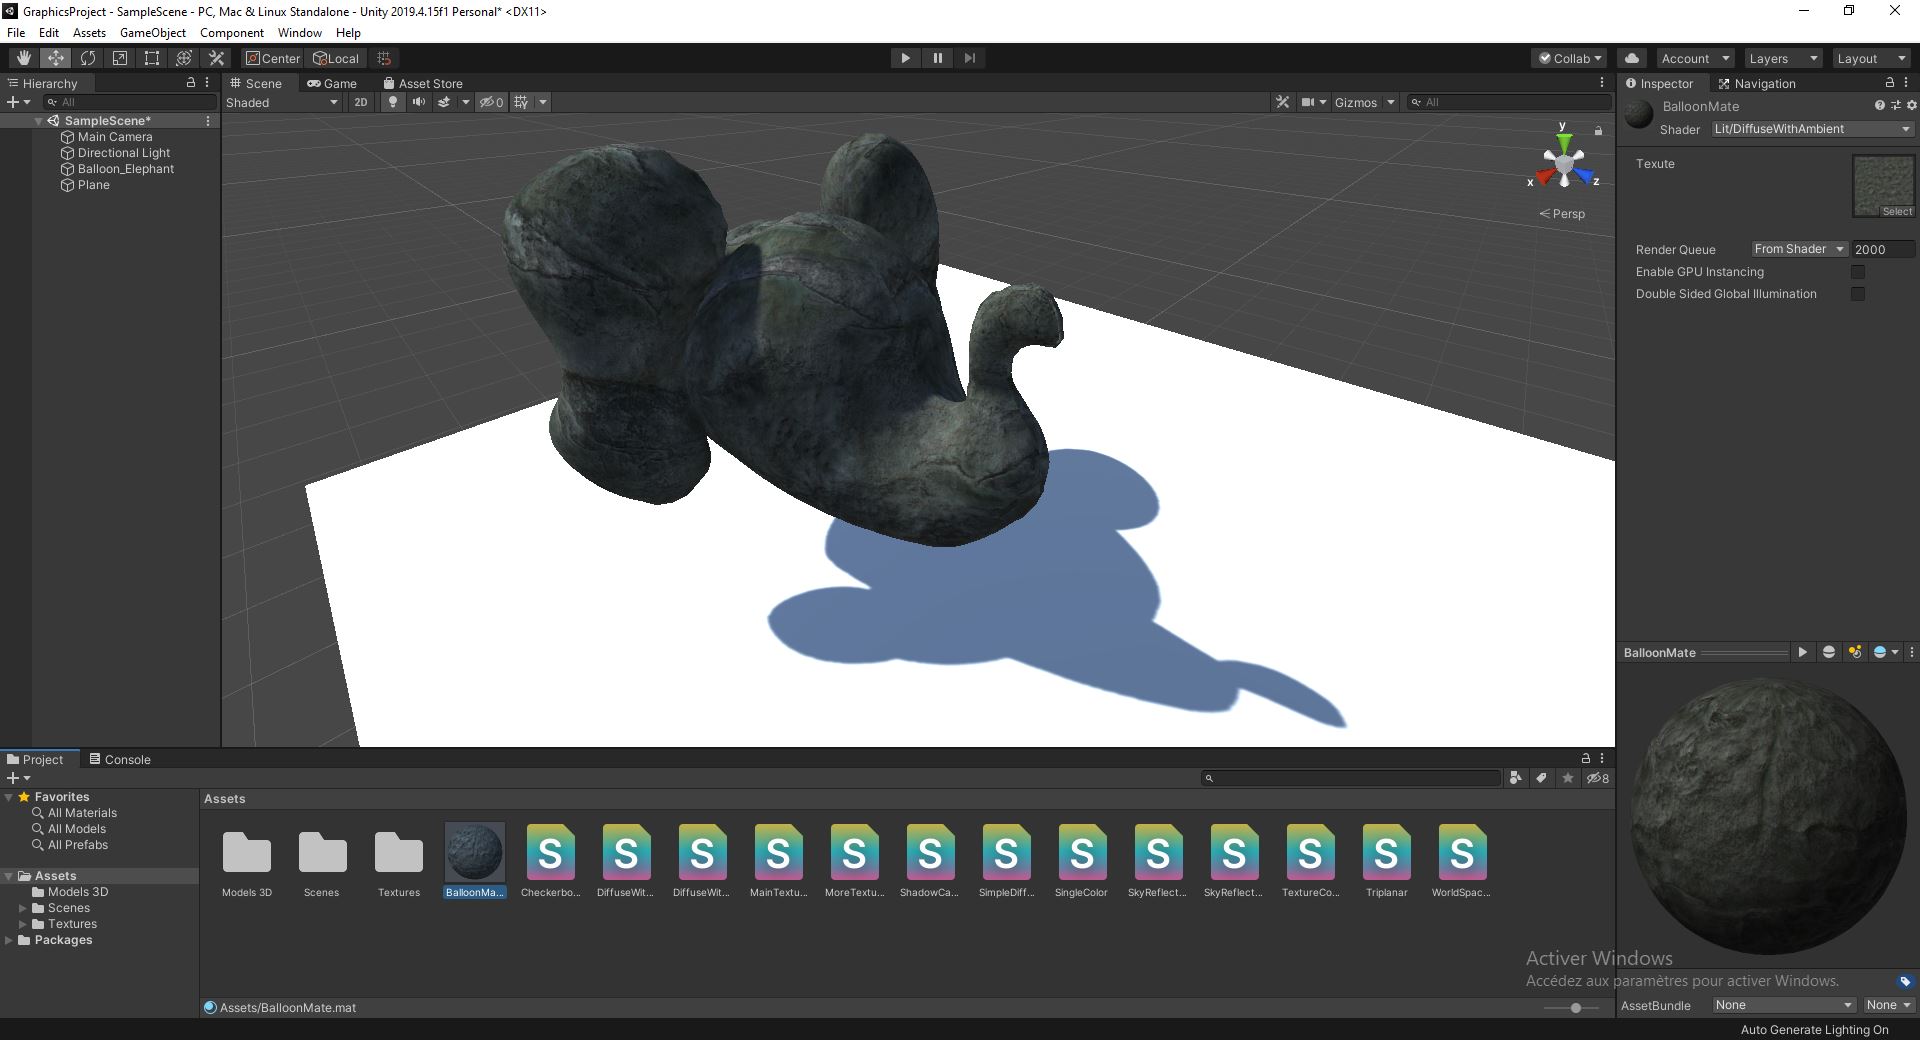 GraphicsProject - SampleScene - PC, Mac & Linux Standalone - Unity 2019.4.15f1 Personal* <DX11>
File Edit Assets GameObject Component Window Help
Center Local
Collab Account Layers Layout
Hierarchy
All
SampleScene*
Main Camera
Directional Light
Balloon_Elephant
Plane
Scene Game Asset Store
Shaded 2D 0 Gizmos All
y
x z
Persp
Inspector Navigation
BalloonMate
Shader Lit/DiffuseWithAmbient
Texute
Select
Render Queue From Shader 2000
Enable GPU Instancing
Double Sided Global Illumination
BalloonMate
Project Console
8
Favorites
All Materials
All Models
All Prefabs
Assets
Models 3D
Scenes
Textures
Packages
Assets
S S S S S S S S S S S S S
Models 3D Scenes Textures BalloonMa... Checkerbo... DiffuseWit... DiffuseWit... MainTextu... MoreTextu... ShadowCa... SimpleDiff... SingleColor SkyReflect... SkyReflect... TextureCo... Triplanar WorldSpac...
Assets/BalloonMate.mat
Activer Windows
Accédez aux paramètres pour activer Windows.
AssetBundle None None
Auto Generate Lighting On